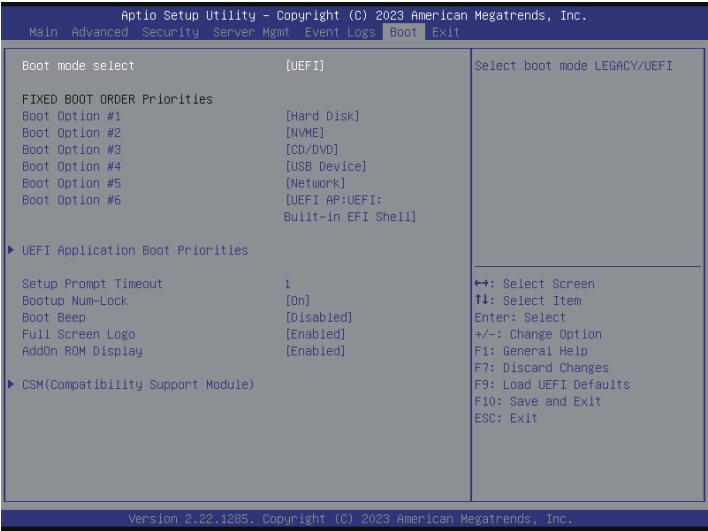 Aptio Setup Utility – Copyright (C) 2023 American Megatrends, Inc.
Main Advanced Security Server Mgmt Event Logs Boot Exit
Boot mode select [UEFI]
FIXED BOOT ORDER Priorities
Boot Option #1 [Hard Disk]
Boot Option #2 [NVME]
Boot Option #3 [CD/DVD]
Boot Option #4 [USB Device]
Boot Option #5 [Network]
Boot Option #6 [UEFI AP:UEFI:
Built-in EFI Shell]
UEFI Application Boot Priorities
Setup Prompt Timeout 1
Bootup Num-Lock [On]
Boot Beep [Disabled]
Full Screen Logo [Enabled]
AddOn ROM Display [Enabled]
CSM(Compatibility Support Module)
Select boot mode LEGACY/UEFI
↔: Select Screen
↑↓: Select Item
Enter: Select
+/-: Change Option
F1: General Help
F7: Discard Changes
F9: Load UEFI Defaults
F10: Save and Exit
ESC: Exit
Version 2.22.1285. Copyright (C) 2023 American Megatrends, Inc.